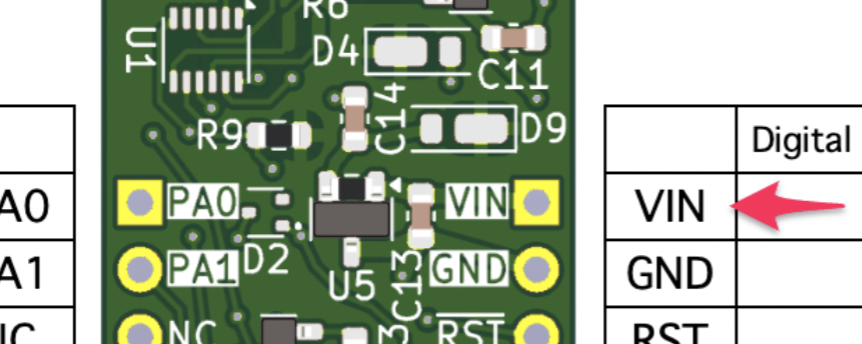 R6
U1
D4
C11
C14
R9
D9
Digital
A0
PA0
VIN
VIN
A1
PA1
D2
U5
C13
GND
GND
NC
NC
RST
RST